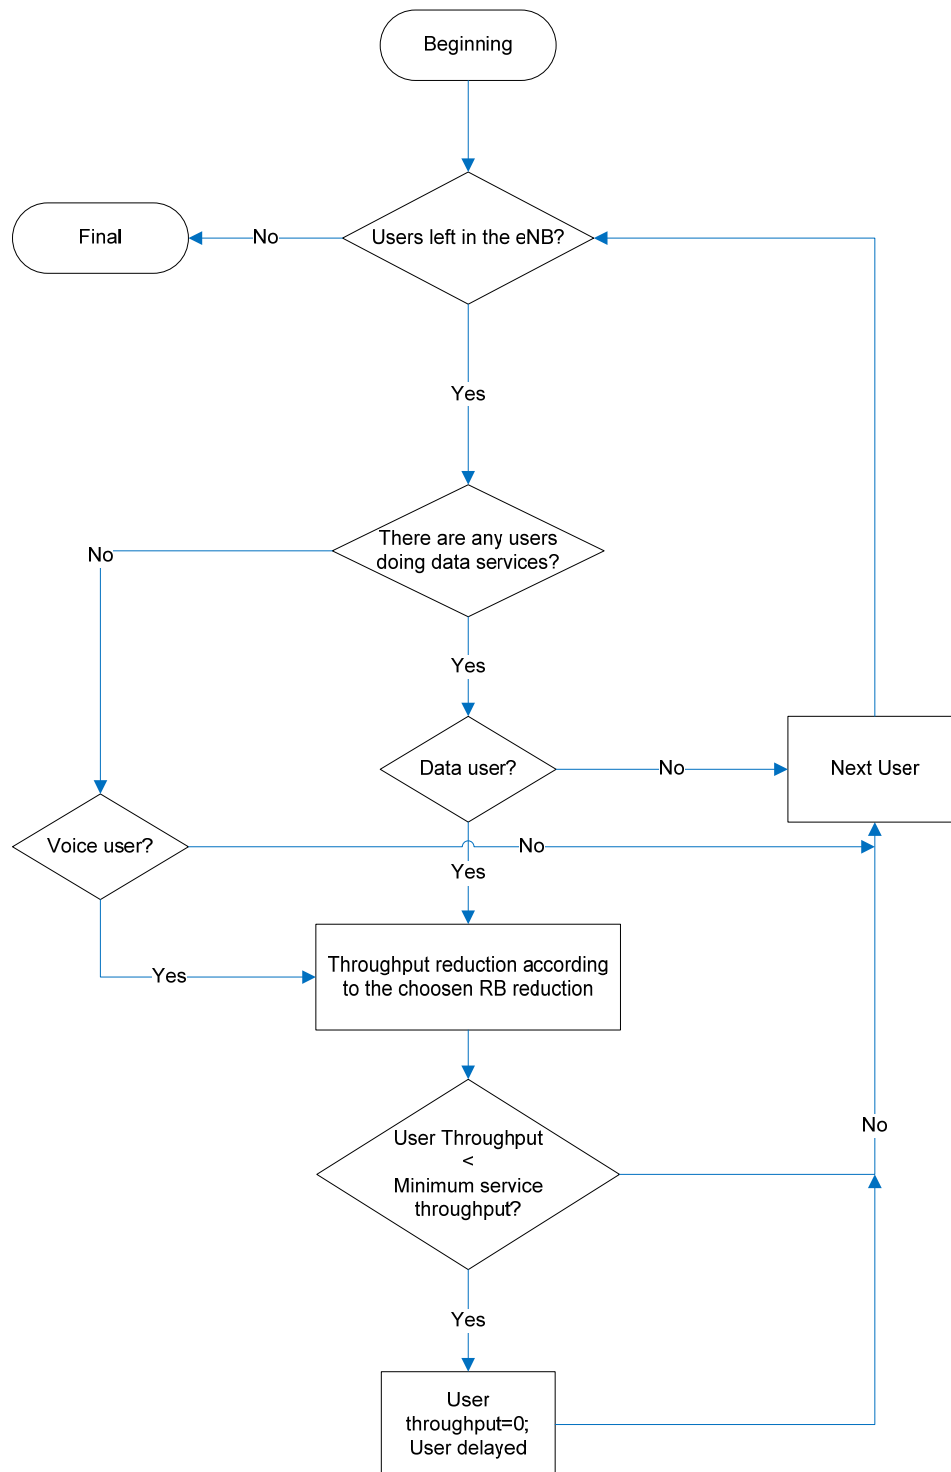 Beginning
Final
No
Users left in the eNB?
Yes
There are any users
doing data services?
No
Yes
Data user?
No
Next User
Voice user?
No
Yes
Yes
Throughput reduction according
to the choosen RB reduction
User Throughput
<
Minimum service
throughput?
No
Yes
User
throughput=0;
User delayed